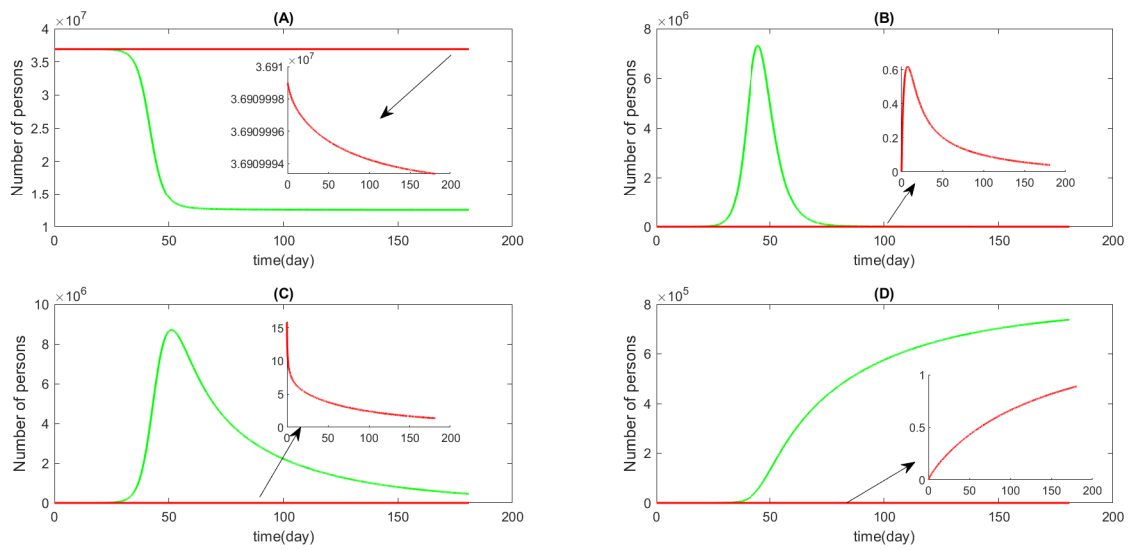 (A)
×10^7
4
3.5
3
2.5
2
1.5
1
Number of persons
0 50 100 150 200
time(day)
×10^7
3.691
3.6909998
3.6909996
3.6909994
0 50 100 150 200
(B)
×10^6
8
6
4
2
0
Number of persons
0 50 100 150 200
time(day)
0.6
0.4
0.2
0
0 50 100 150 200
(C)
×10^6
10
8
6
4
2
0
Number of persons
0 50 100 150 200
time(day)
15
10
5
0
0 50 100 150 200
(D)
×10^5
8
6
4
2
0
Number of persons
0 50 100 150 200
time(day)
1
0.5
0
0 50 100 150 200